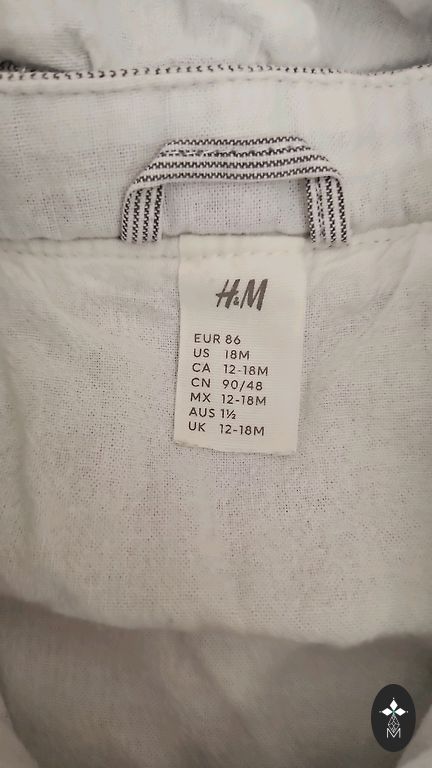 H&M
EUR 86
US 18M
CA 12-18M
CN 90/48
MX 12-18M
AUS 1½
UK 12-18M
M